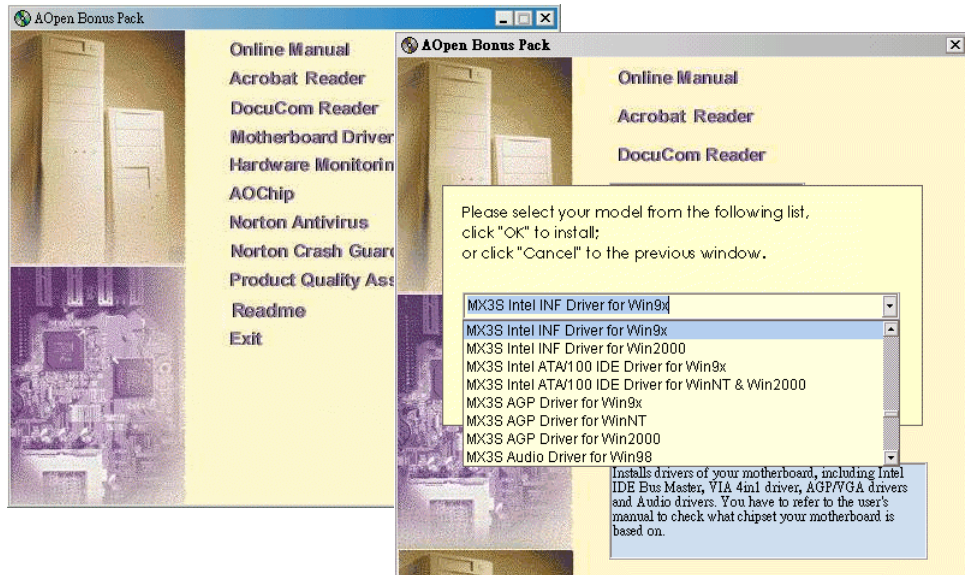 AOpen Bonus Pack
Online Manual
Acrobat Reader
DocuCom Reader
Motherboard Driver
Hardware Monitorin
AOChip
Norton Antivirus
Norton Crash Guar
Product Quality Ass
Readme
Exit
AOpen Bonus Pack
Online Manual
Acrobat Reader
DocuCom Reader
Please select your model from the following list,
click "OK" to install;
or click "Cancel" to the previous window.
MX3S Intel INF Driver for Win9x
MX3S Intel INF Driver for Win9x
MX3S Intel INF Driver for Win2000
MX3S Intel ATA/100 IDE Driver for Win9x
MX3S Intel ATA/100 IDE Driver for WinNT & Win2000
MX3S AGP Driver for Win9x
MX3S AGP Driver for WinNT
MX3S AGP Driver for Win2000
MX3S Audio Driver for Win98
Installs drivers of your motherboard, including Intel
IDE Bus Master, VIA 4in1 driver, AGP/VGA drivers
and Audio drivers. You have to refer to the user's
manual to check what chipset your motherboard is
based on.